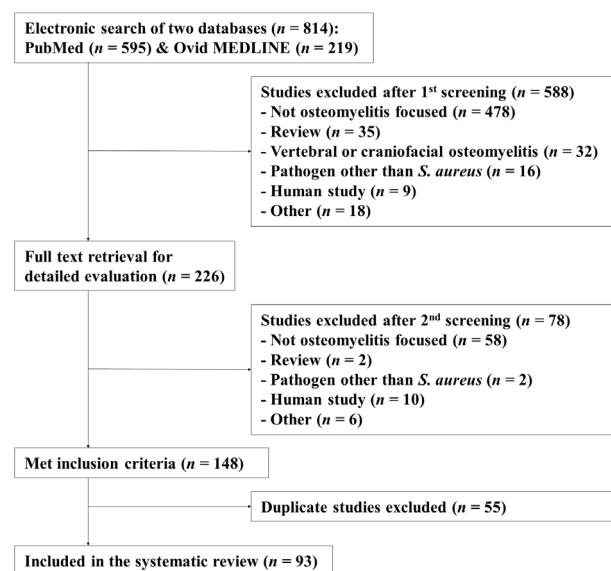 Electronic search of two databases (n = 814):
PubMed (n = 595) & Ovid MEDLINE (n = 219)
Studies excluded after 1st screening (n = 588)
- Not osteomyelitis focused (n = 478)
- Review (n = 35)
- Vertebral or craniofacial osteomyelitis (n = 32)
- Pathogen other than S. aureus (n = 16)
- Human study (n = 9)
- Other (n = 18)
Full text retrieval for
detailed evaluation (n = 226)
Studies excluded after 2nd screening (n = 78)
- Not osteomyelitis focused (n = 58)
- Review (n = 2)
- Pathogen other than S. aureus (n = 2)
- Human study (n = 10)
- Other (n = 6)
Met inclusion criteria (n = 148)
Duplicate studies excluded (n = 55)
Included in the systematic review (n = 93)